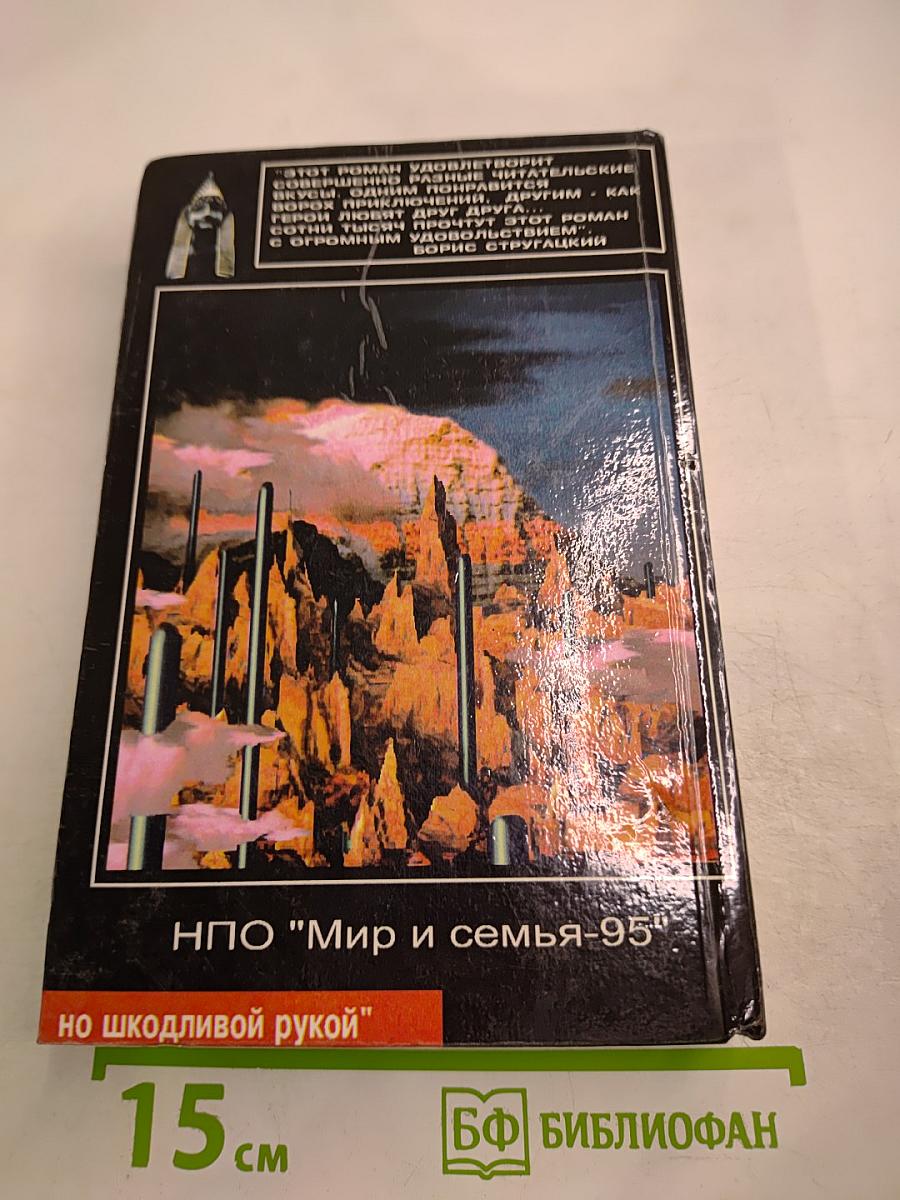 "ЭТОТ РОМАН УДОВЛЕТВОРИТ
СОВЕРШЕННО РАЗНЫЕ ЧИТАТЕЛЬСКИЕ
ВКУСЫ. ОДНИМ ПОНРАВИТСЯ
ВОРОХ ПРИКЛЮЧЕНИЙ, ДРУГИМ - КАК
ГЕРОИ ЛЮБЯТ ДРУГ ДРУГА...
СОТНИ ТЫСЯЧ ПРОЧТУТ ЭТОТ РОМАН
С ОГРОМНЫМ УДОВОЛЬСТВИЕМ".
БОРИС СТРУГАЦКИЙ
НПО "Мир и семья-95"
но шкодливой рукой"
15 см
БФ БИБЛИОФАН